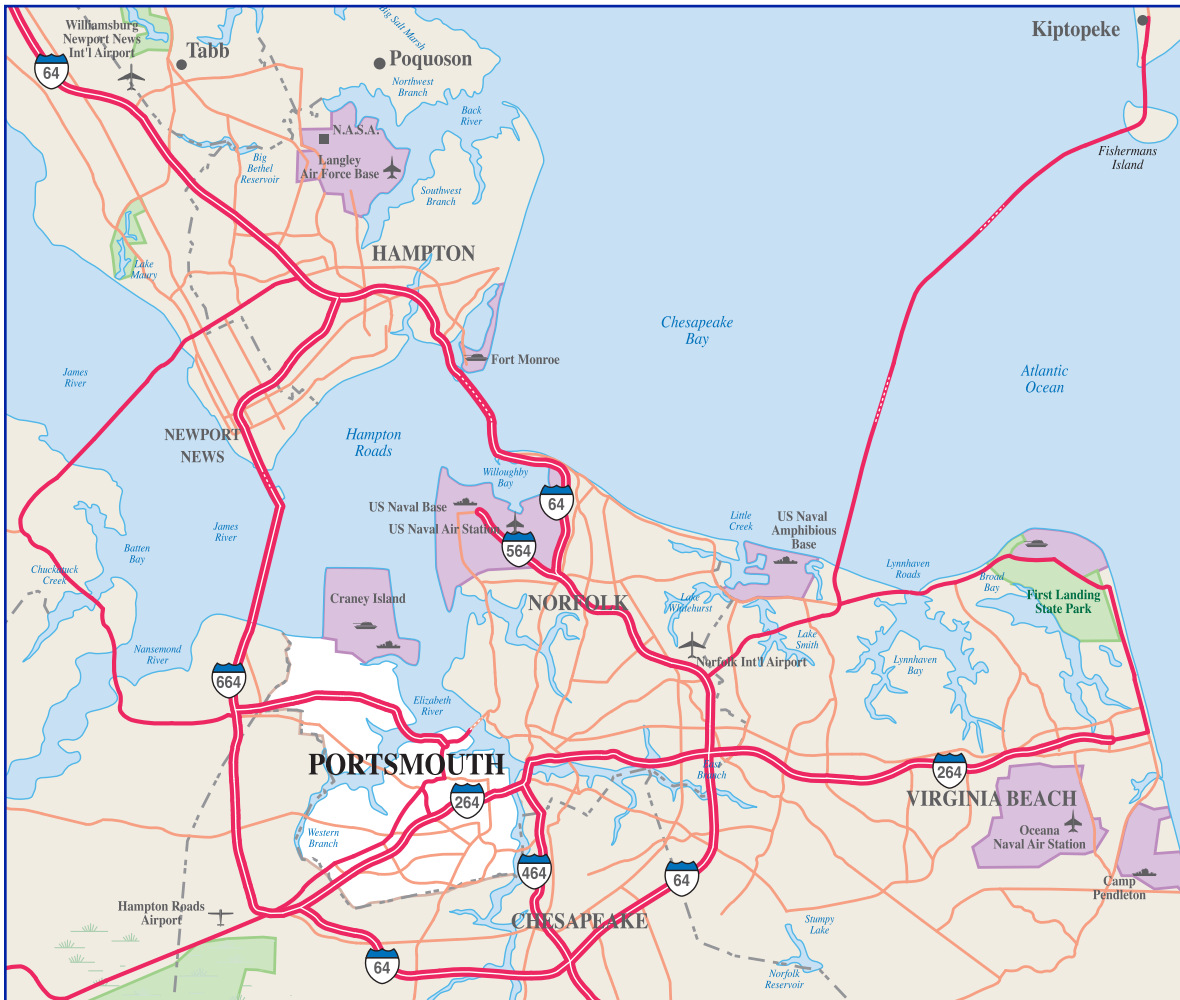 Williamsburg
Newport News
Int'l Airport
Tabb
Big Salt Marsh
Poquoson
Kiptopeke
64
Northwest
Branch
Back
River
N.A.S.A.
Langley
Air Force Base
Big
Bethel
Reservoir
Southwest
Branch
Fishermans
Island
HAMPTON
Lake
Maury
Chesapeake
Bay
Fort Monroe
James
River
Atlantic
Ocean
NEWPORT
NEWS
Hampton
Roads
Willoughby
Bay
US Naval Base
64
US Naval Air Station
564
James
River
Little
Creek
US Naval
Amphibious
Base
Batten
Bay
Chuckatuck
Creek
Lynnhaven
Roads
Broad
Bay
First Landing
State Park
Craney Island
NORFOLK
Lake
Whitehurst
Lake
Smith
Nansemond
River
Norfolk Int'l Airport
Lynnhaven
Bay
664
Elizabeth
River
PORTSMOUTH
East
Branch
264
264
VIRGINIA BEACH
Western
Branch
Oceana
Naval Air Station
464
64
Camp
Pendleton
Hampton Roads
Airport
CHESAPEAKE
Stumpy
Lake
64
Norfolk
Reservoir